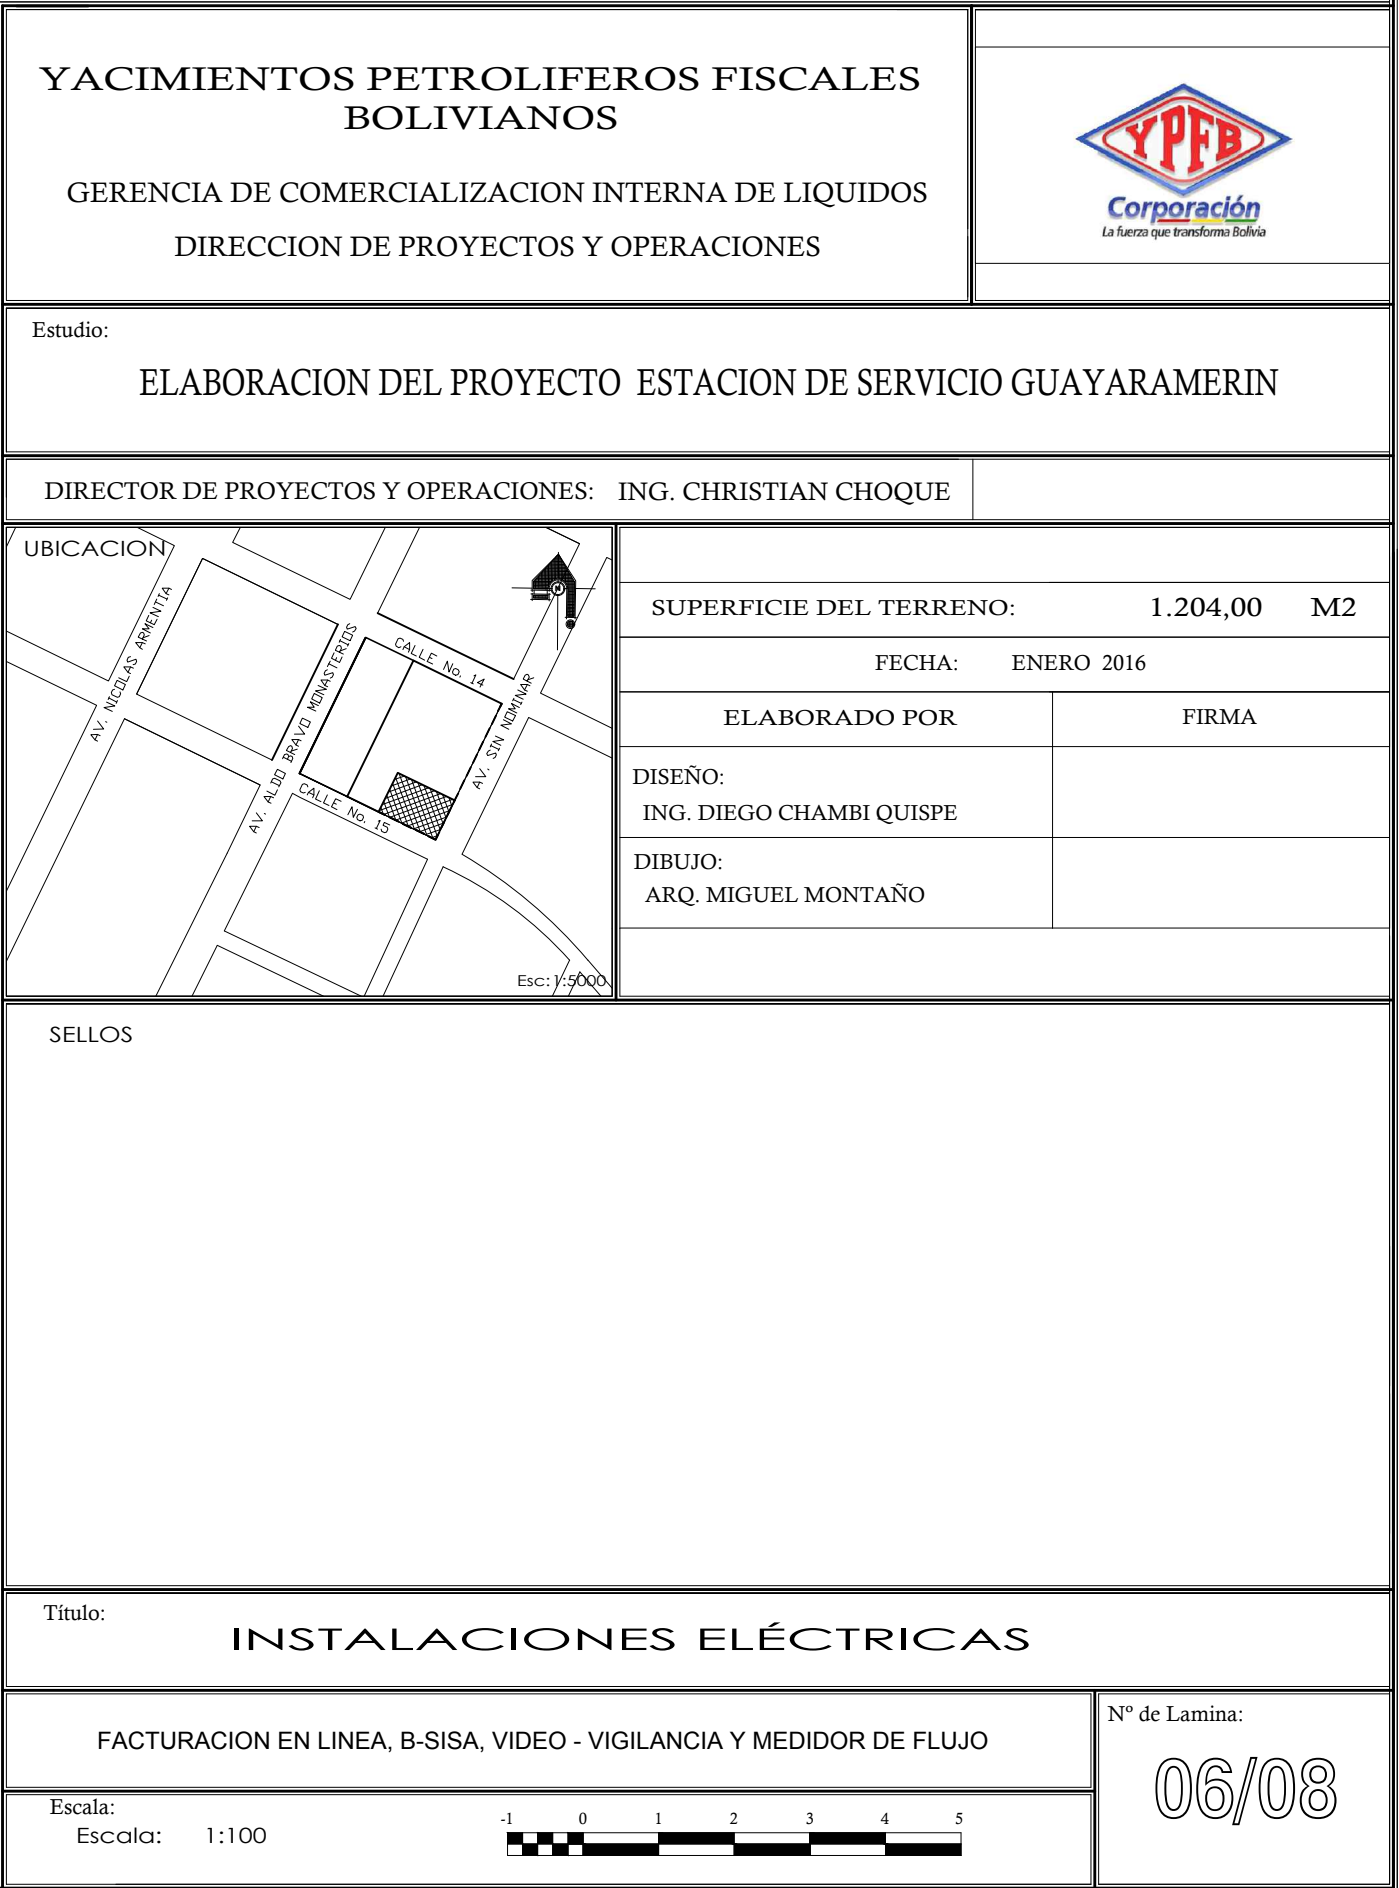 YACIMIENTOS PETROLIFEROS FISCALES
BOLIVIANOS
GERENCIA DE COMERCIALIZACION INTERNA DE LIQUIDOS
DIRECCION DE PROYECTOS Y OPERACIONES
YPFB
Corporación
La fuerza que transforma Bolivia
Estudio:
ELABORACION DEL PROYECTO ESTACION DE SERVICIO GUAYARAMERIN
DIRECTOR DE PROYECTOS Y OPERACIONES: ING. CHRISTIAN CHOQUE
UBICACION
AV. NICOLAS ARMENTIA
AV. ALDO BRAVO MONASTERIOS
CALLE No. 14
AV. SIN NOMINAR
CALLE No. 15
N
Esc:1:5000
SUPERFICIE DEL TERRENO: 1.204,00 M2
FECHA: ENERO 2016
ELABORADO POR FIRMA
DISEÑO:
ING. DIEGO CHAMBI QUISPE
DIBUJO:
ARQ. MIGUEL MONTAÑO
SELLOS
Título:
INSTALACIONES ELÉCTRICAS
FACTURACION EN LINEA, B-SISA, VIDEO - VIGILANCIA Y MEDIDOR DE FLUJO
Nº de Lamina:
06/08
Escala:
Escala: 1:100
-1 0 1 2 3 4 5